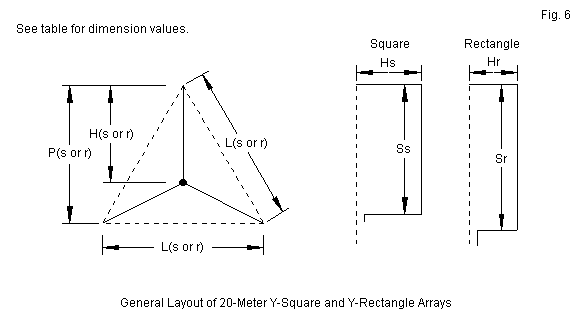 Fig. 6
See table for dimension values.
Square
Rectangle
Hs
Hr
H(s or r)
P(s or r)
L(s or r)
Ss
Sr
L(s or r)
General Layout of 20-Meter Y-Square and Y-Rectangle Arrays